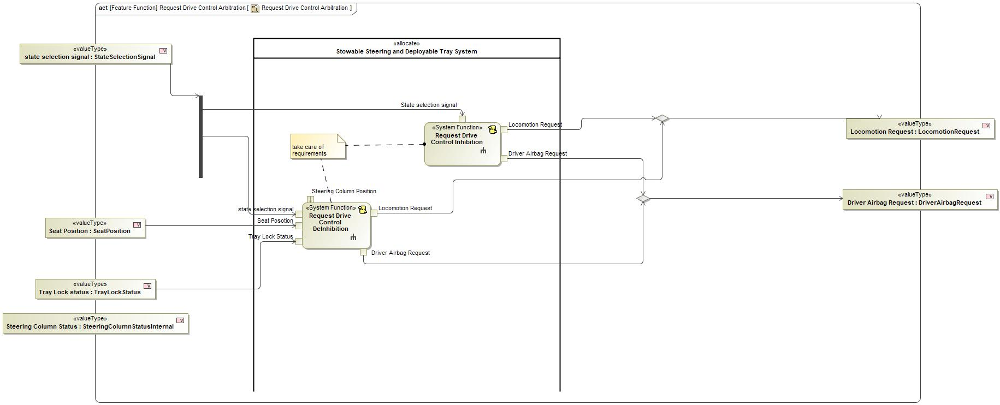 act [Feature Function] Request Drive Control Arbitration [ Request Drive Control Arbitration ]
«valueType»
state selection signal : StateSelectionSignal
«allocate»
Stowable Steering and Deployable Tray System
State selection signal
«System Function»
Request Drive
Control Inhibition
Locomotion Request
Driver Airbag Request
«valueType»
Locomotion Request : LocomotionRequest
take care of
requirements
Steering Column Position
state selection signal
Seat Posotion
Tray Lock Status
«System Function»
Request Drive
Control
DeInhibition
Locomotion Request
Driver Airbag Request
«valueType»
Driver Airbag Request : DriverAirbagRequest
«valueType»
Seat Position : SeatPosition
«valueType»
Tray Lock status : TrayLockStatus
«valueType»
Steering Column Status : SteeringColumnStatusInternal
V
V
V
V
V
V